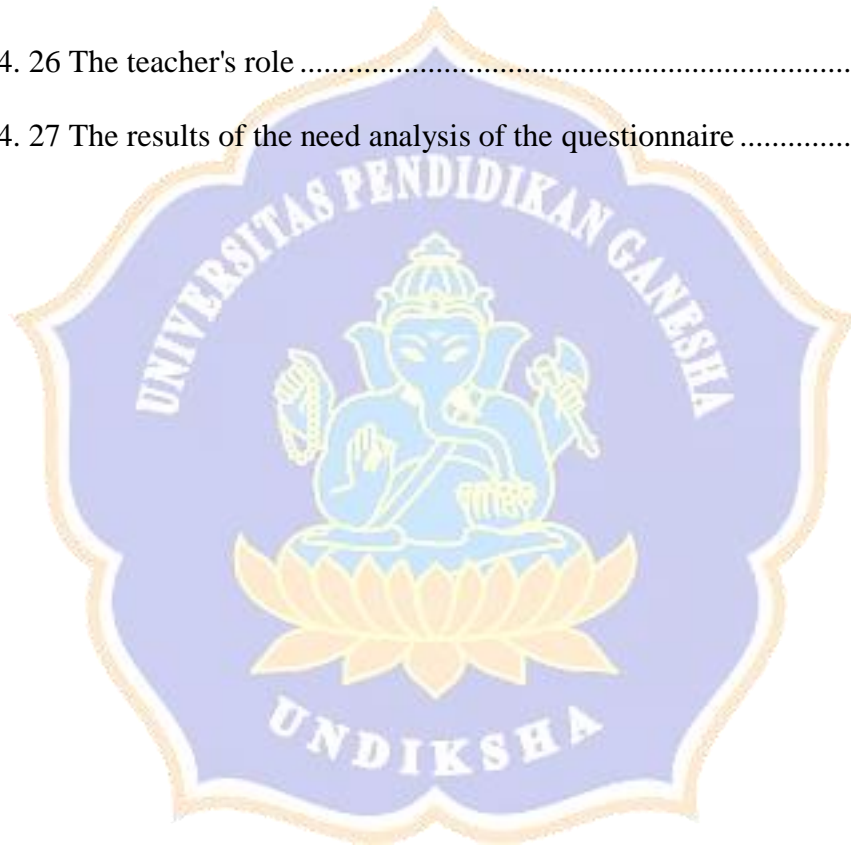 4. 26 The teacher's role ......................................................................
4. 27 The results of the need analysis of the questionnaire ..............
UNIVERSITAS PENDIDIKAN GANESHA
UNDIKSHA